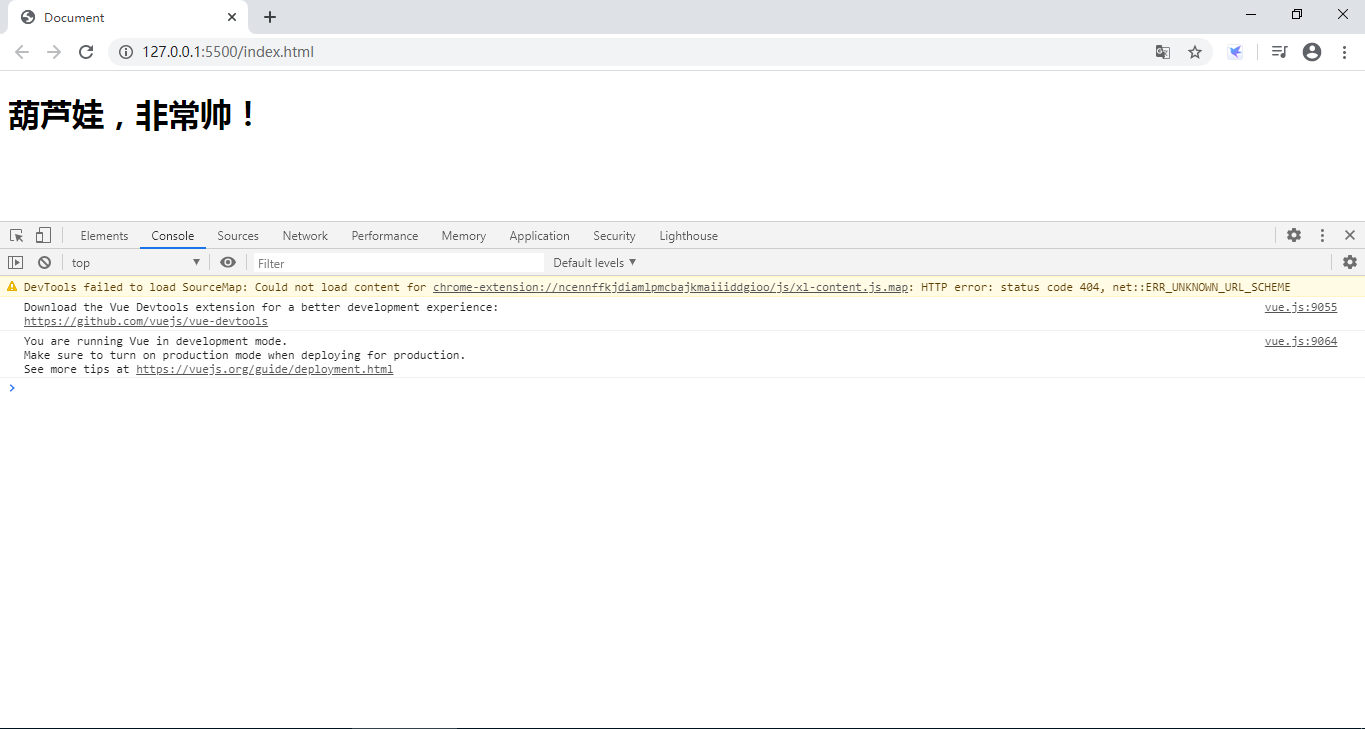 Document
127.0.0.1:5500/index.html
葫芦娃，非常帅！
Elements Console Sources Network Performance Memory Application Security Lighthouse
top Filter Default levels
DevTools failed to load SourceMap: Could not load content for chrome-extension://ncennffkjdiamlpmcbajkmaiiiddgioo/js/xl-content.js.map: HTTP error: status code 404, net::ERR_UNKNOWN_URL_SCHEME
Download the Vue Devtools extension for a better development experience: vue.js:9055
https://github.com/vuejs/vue-devtools
You are running Vue in development mode. vue.js:9064
Make sure to turn on production mode when deploying for production.
See more tips at https://vuejs.org/guide/deployment.html